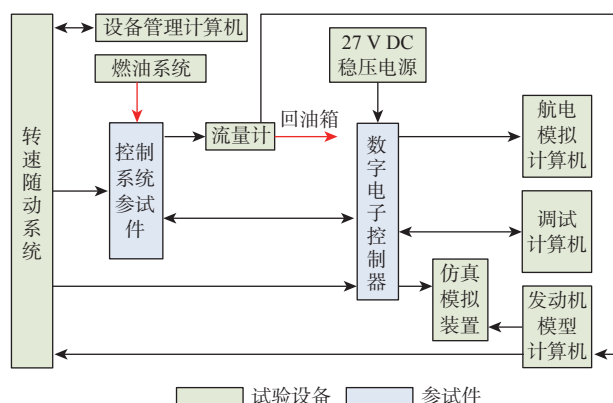 设备管理计算机
燃油系统
27 V DC
稳压电源
转速随动系统
控制
系统
参试件
流量计
回油箱
数字电子控制器
航电
模拟
计算机
调试
计算机
仿真
模拟
装置
发动机
模型
计算机
试验设备
参试件